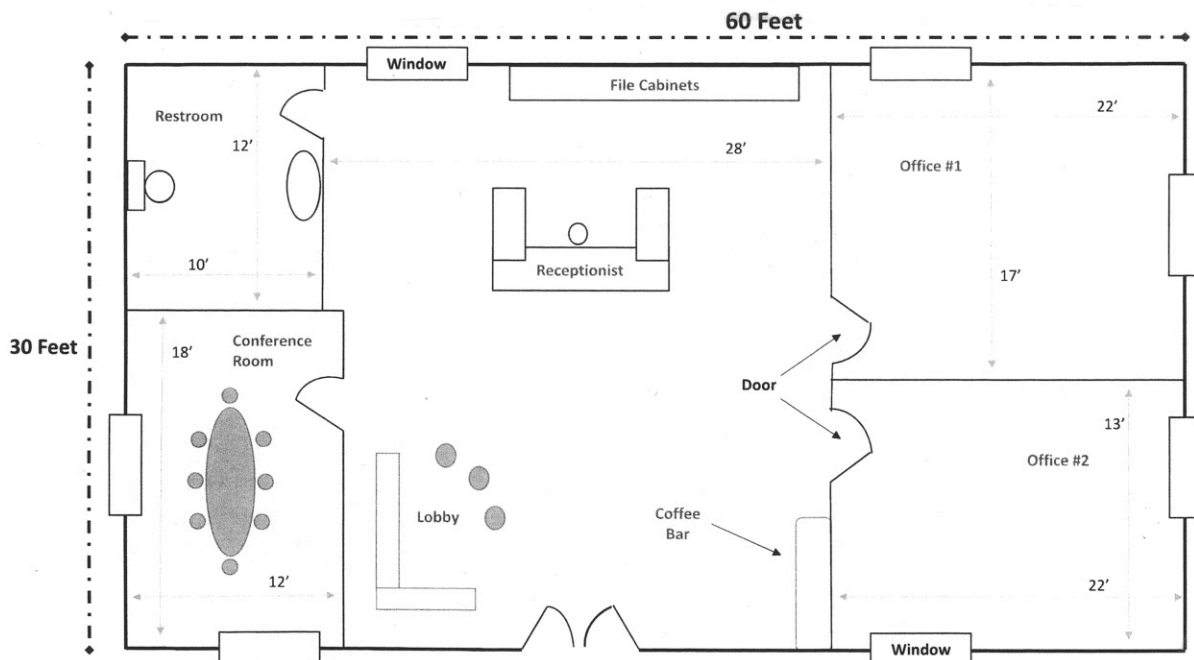 60 Feet
Window
File Cabinets
Restroom
12'
22'
28'
Office #1
10'
Receptionist
17'
30 Feet
18'
Conference
Room
Door
13'
Office #2
Lobby
Coffee
Bar
12'
22'
Window